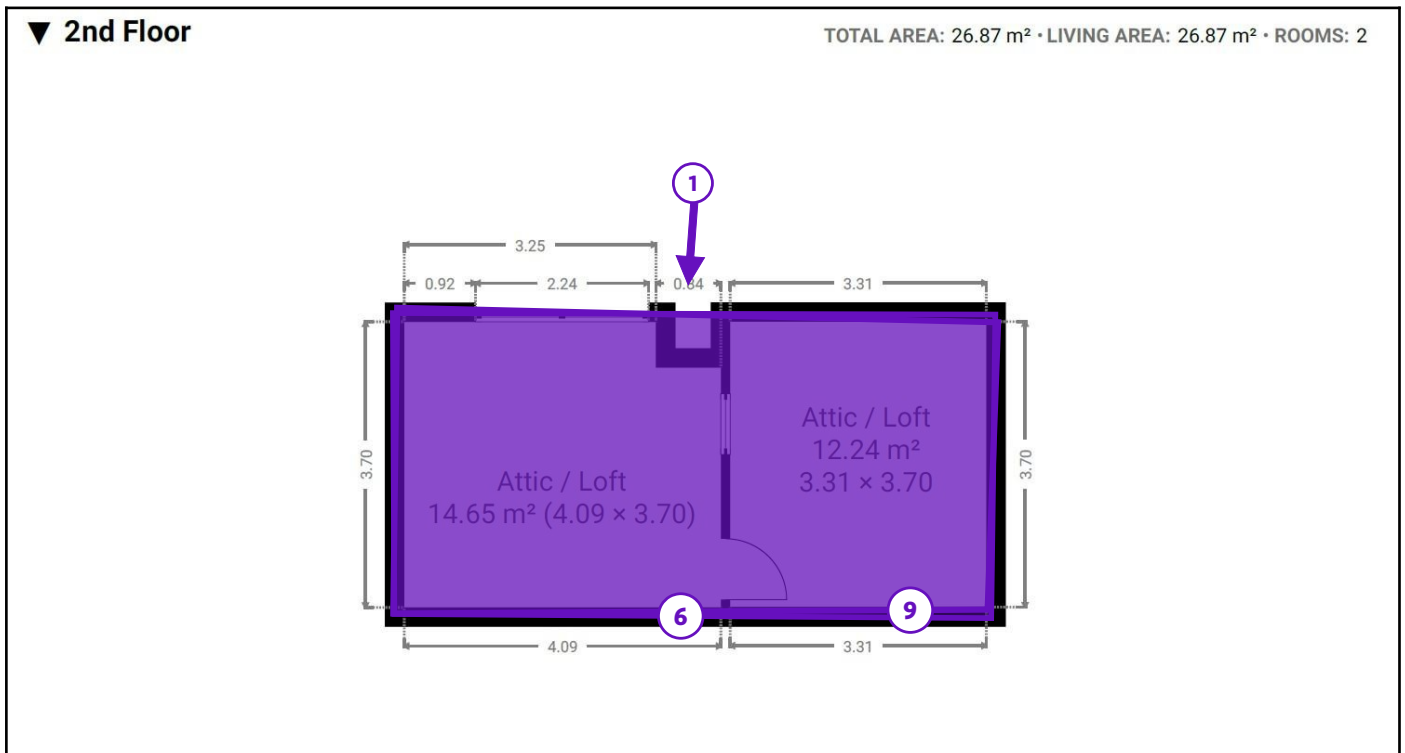 ▼ 2nd Floor
TOTAL AREA: 26.87 m² · LIVING AREA: 26.87 m² · ROOMS: 2
1
3.25
0.92 2.24 0.84 3.31
3.70
3.70
Attic / Loft
12.24 m²
3.31 × 3.70
Attic / Loft
14.65 m² (4.09 × 3.70)
6
9
4.09 3.31